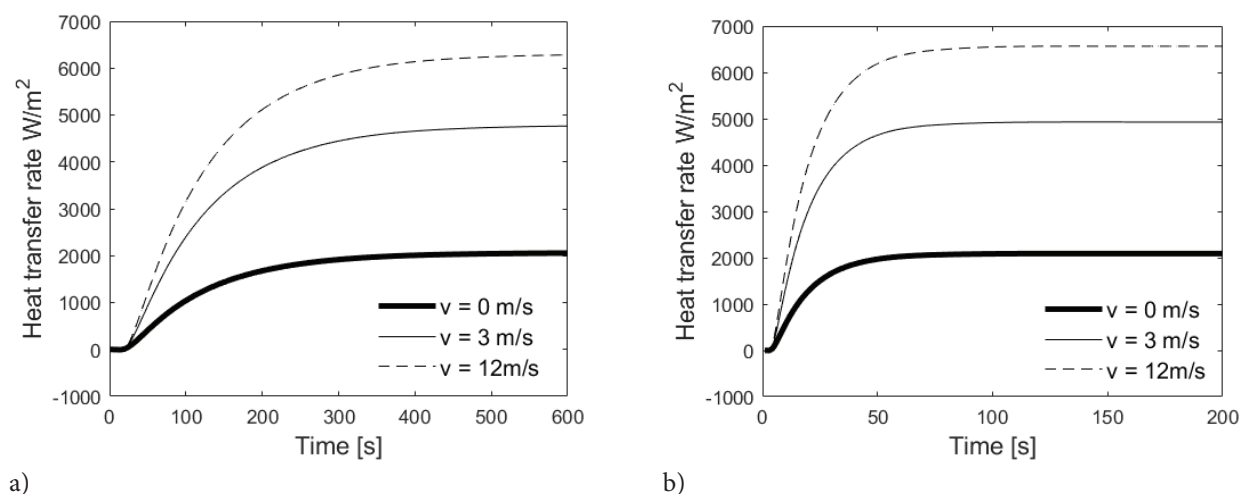 7000
6000
5000
4000
3000
2000
1000
0
-1000
Heat transfer rate W/m²
v = 0 m/s
v = 3 m/s
v = 12m/s
0 100 200 300 400 500 600
Time [s]
a)
7000
6000
5000
4000
3000
2000
1000
0
-1000
Heat transfer rate W/m²
v = 0 m/s
v = 3 m/s
v = 12m/s
0 50 100 150 200
Time [s]
b)